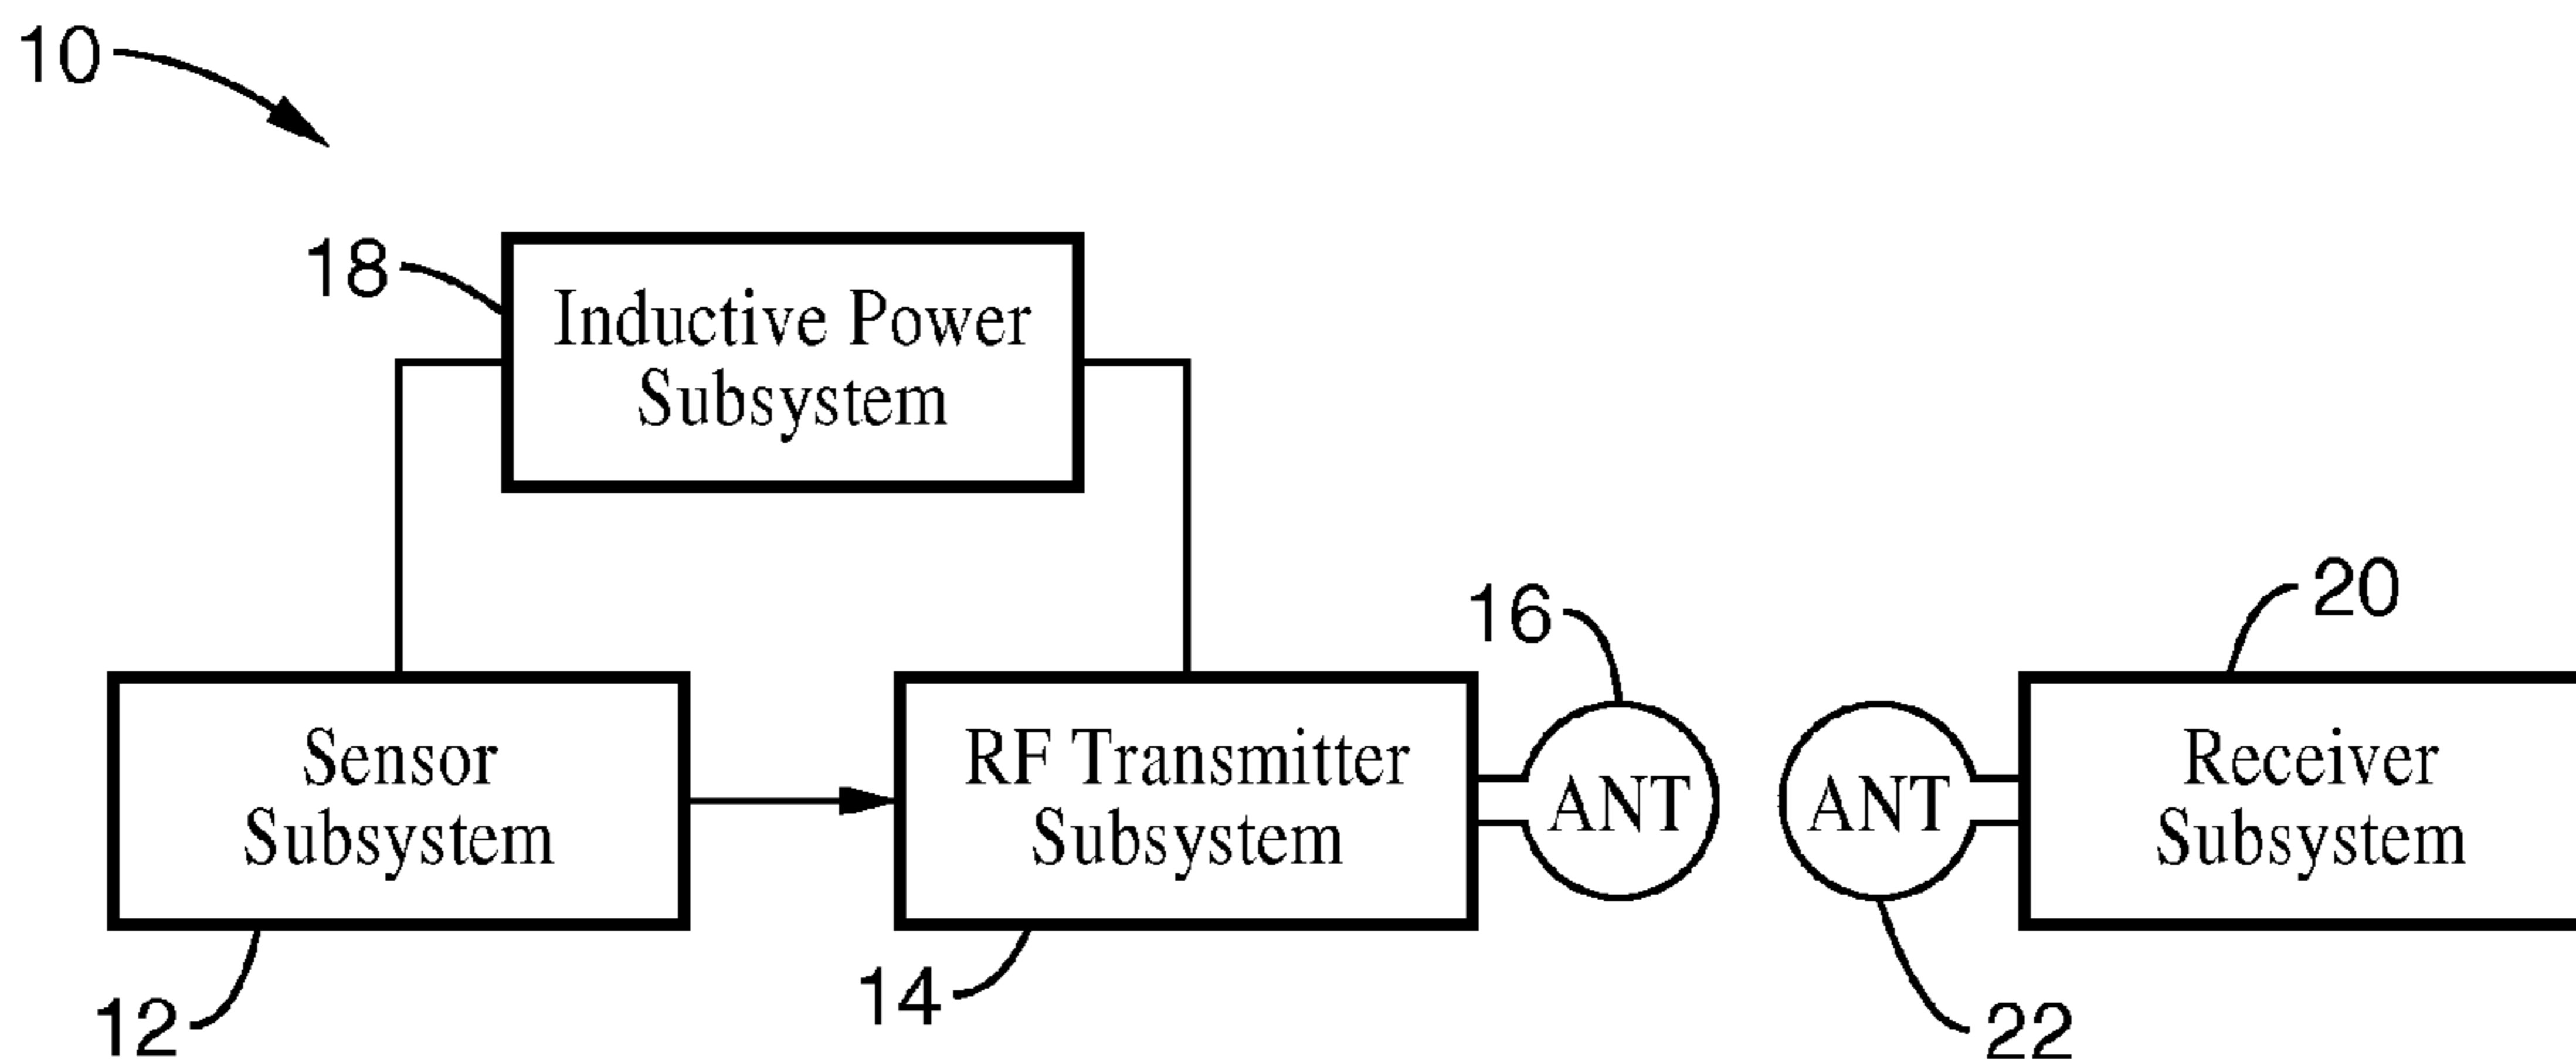 10
18
Inductive Power
Subsystem
16
20
Sensor
Subsystem
RF Transmitter
Subsystem
ANT
ANT
Receiver
Subsystem
12
14
22